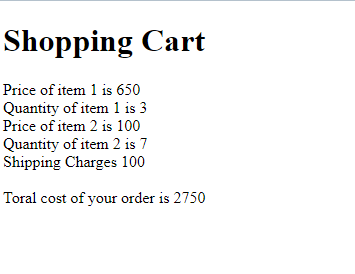 Shopping Cart
Price of item 1 is 650
Quantity of item 1 is 3
Price of item 2 is 100
Quantity of item 2 is 7
Shipping Charges 100
Toral cost of your order is 2750